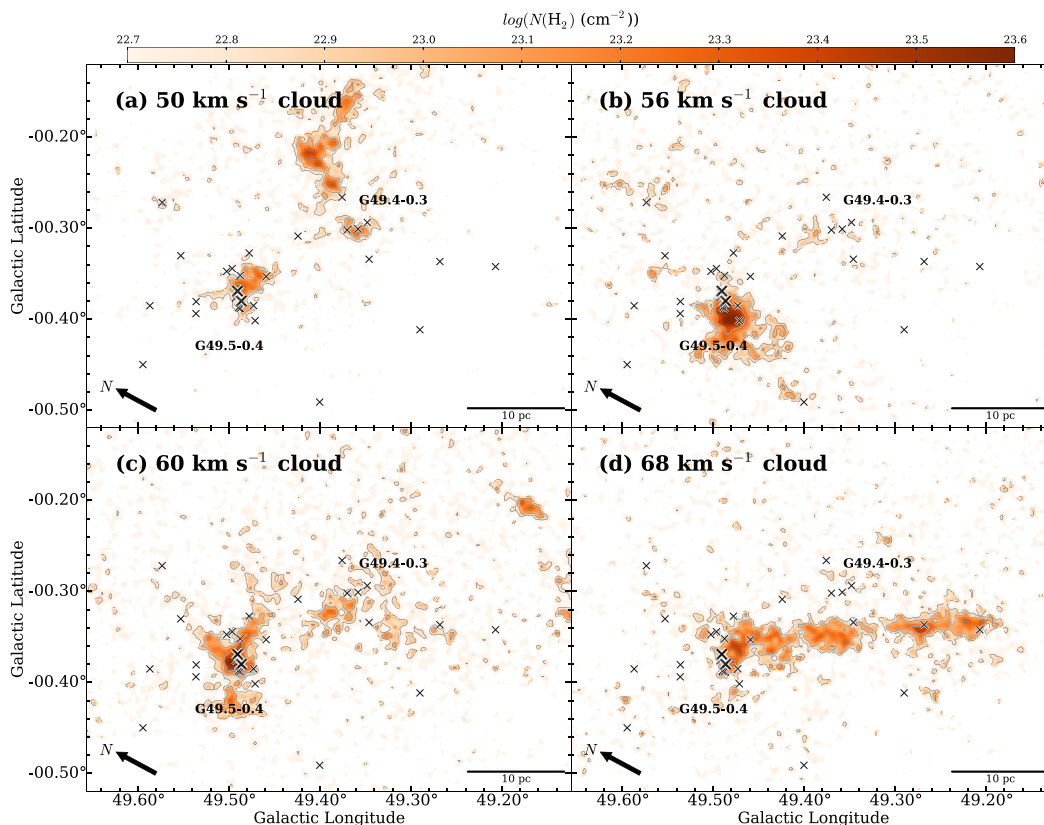 log(N(H₂) (cm⁻²))
22.7 22.8 22.9 23.0 23.1 23.2 23.3 23.4 23.5 23.6
(a) 50 km s⁻¹ cloud
G49.4-0.3
G49.5-0.4
N
10 pc
-00.20°
-00.30°
-00.40°
-00.50°
Galactic Latitude
(b) 56 km s⁻¹ cloud
G49.4-0.3
G49.5-0.4
N
10 pc
(c) 60 km s⁻¹ cloud
G49.4-0.3
G49.5-0.4
N
10 pc
-00.20°
-00.30°
-00.40°
-00.50°
Galactic Latitude
49.60° 49.50° 49.40° 49.30° 49.20°
Galactic Longitude
(d) 68 km s⁻¹ cloud
G49.4-0.3
G49.5-0.4
N
10 pc
49.60° 49.50° 49.40° 49.30° 49.20°
Galactic Longitude